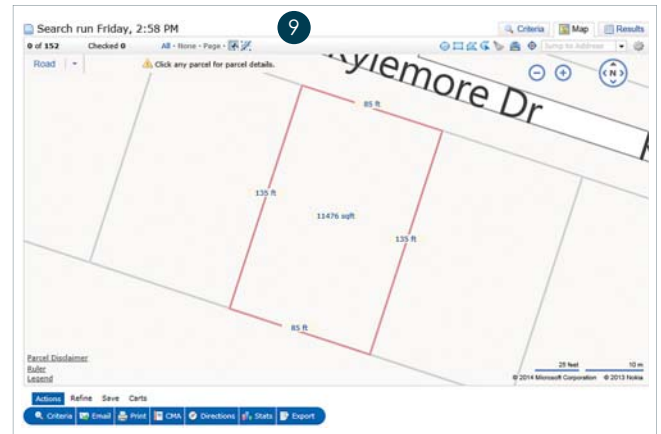 9
Search run Friday, 2:58 PM
Criteria Map Results
0 of 152 Checked 0 All - None - Page -
Jump to Address
Road
Click any parcel for parcel details.
N
Kylemore Dr
85 ft
135 ft
11476 sqft
135 ft
85 ft
Parcel Disclaimer
Ruler
Legend
25 feet 10 m
© 2014 Microsoft Corporation © 2013 Nokia
Actions Refine Save Carts
Criteria Email Print CMA Directions Stats Export